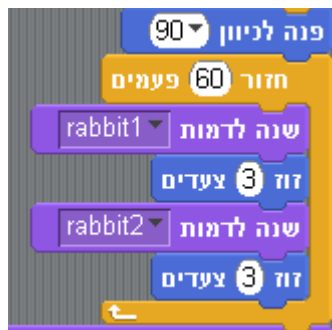 פנה לכיוון 90
חזור 60 פעמים
שנה לדמות rabbit1
זוז 3 צעדים
שנה לדמות rabbit2
זוז 3 צעדים